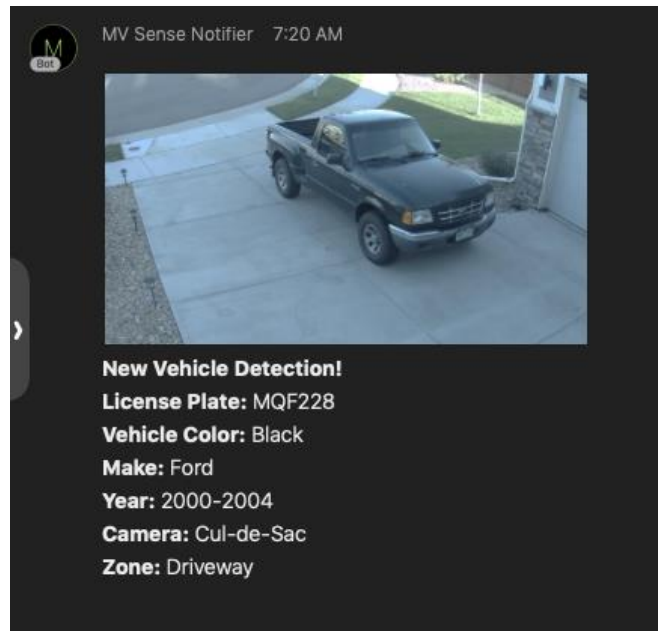 M
Bot
MV Sense Notifier 7:20 AM
New Vehicle Detection!
License Plate: MQF228
Vehicle Color: Black
Make: Ford
Year: 2000-2004
Camera: Cul-de-Sac
Zone: Driveway